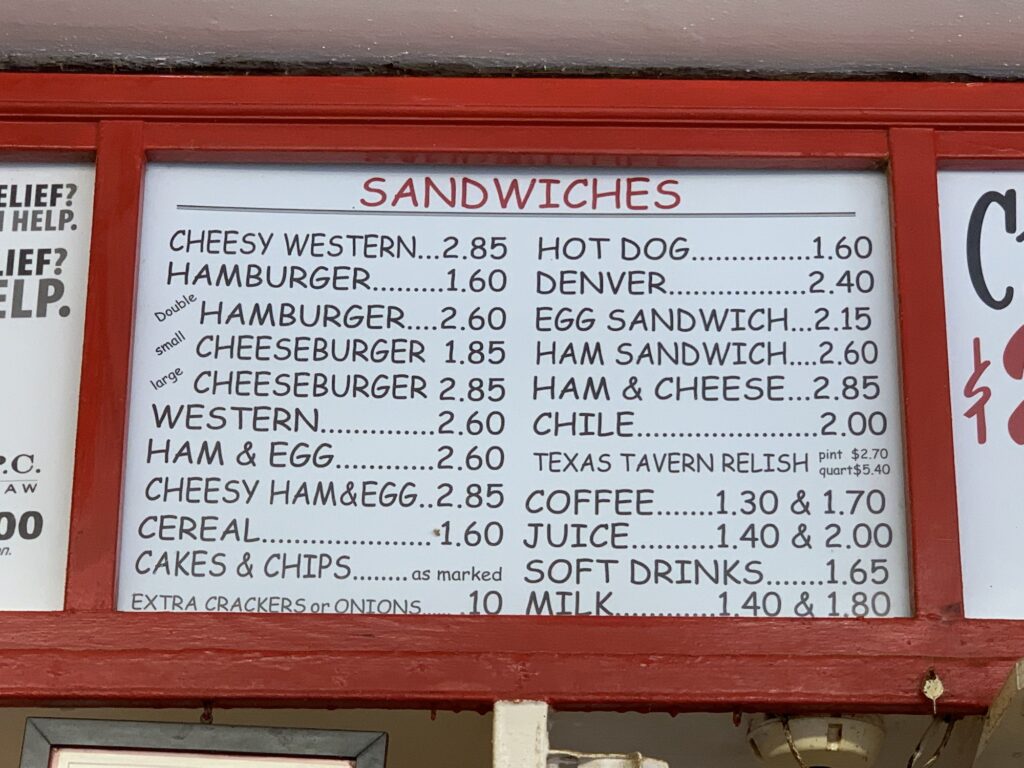 SANDWICHES
CHEESY WESTERN...2.85
HAMBURGER.........1.60
Double HAMBURGER....2.60
small CHEESEBURGER 1.85
large CHEESEBURGER 2.85
WESTERN..............2.60
HAM & EGG............2.60
CHEESY HAM&EGG..2.85
CEREAL.....................1.60
CAKES & CHIPS........ as marked
EXTRA CRACKERS or ONIONS...... .10
HOT DOG...............1.60
DENVER..................2.40
EGG SANDWICH...2.15
HAM SANDWICH....2.60
HAM & CHEESE...2.85
CHILE.......................2.00
TEXAS TAVERN RELISH pint $2.70
quart$5.40
COFFEE.......1.30 & 1.70
JUICE.........1.40 & 2.00
SOFT DRINKS.......1.65
MILK...........1.40 & 1.80
ELIEF?
HELP.
LIEF?
ELP.
P.C.
AW
00
C
$